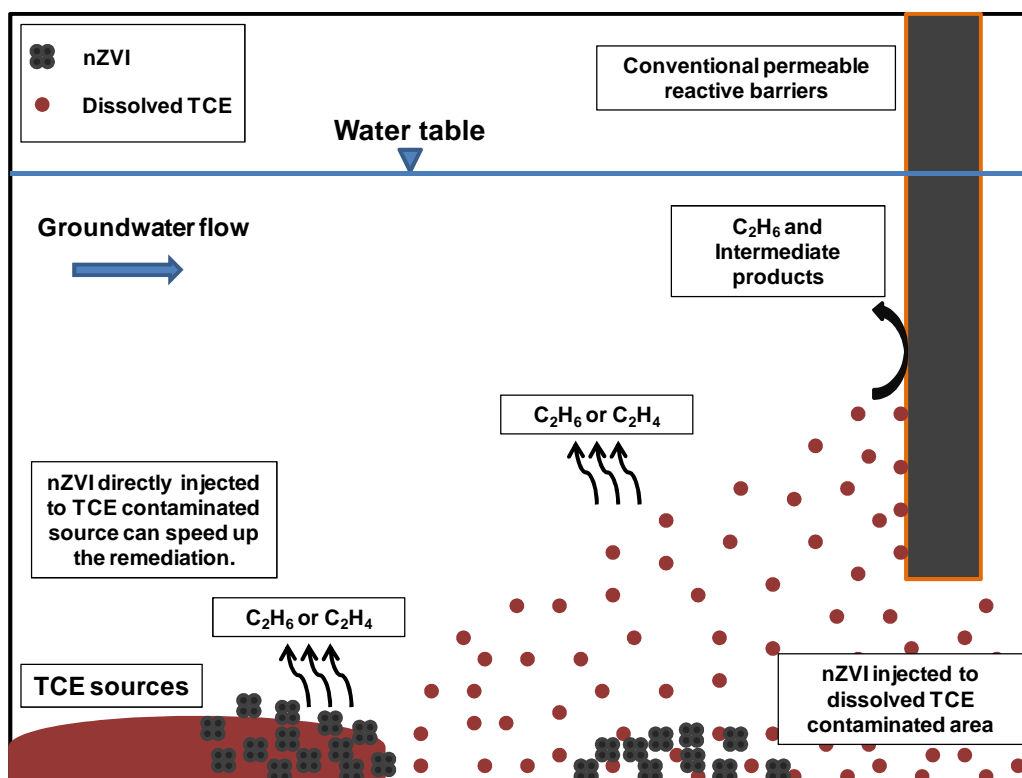 nZVI
Dissolved TCE
Conventional permeable
reactive barriers
Water table
Groundwater flow
C₂H₆ and
Intermediate
products
C₂H₆ or C₂H₄
nZVI directly injected
to TCE contaminated
source can speed up
the remediation.
C₂H₆ or C₂H₄
TCE sources
nZVI injected to
dissolved TCE
contaminated area